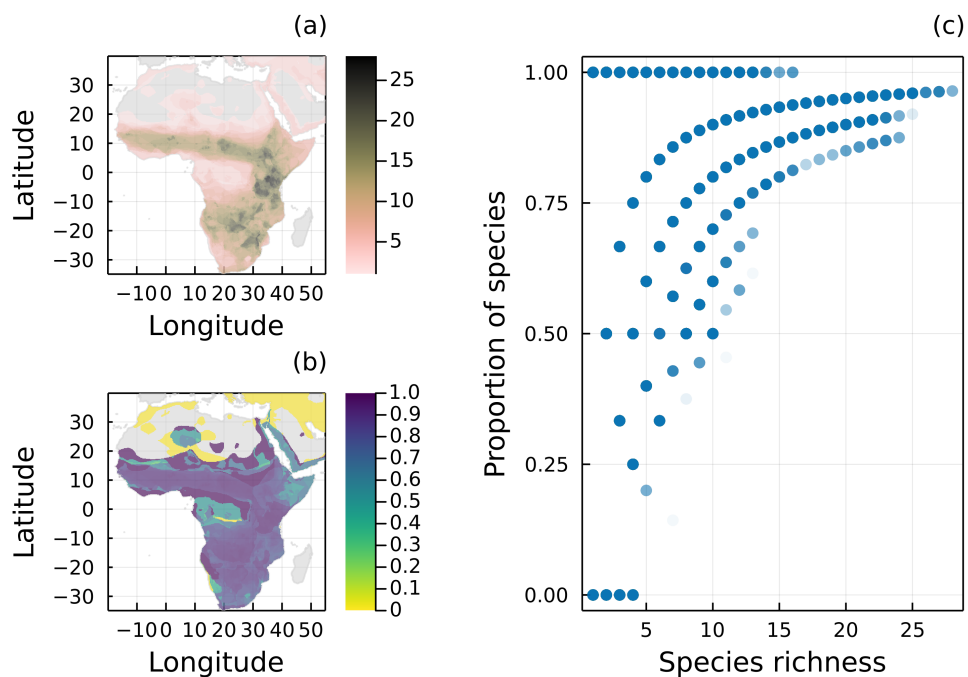 (a)
30
20
10
0
−10
−20
−30
Latitude
−10 0 10 20 30 40 50
Longitude
25
20
15
10
5
(b)
30
20
10
0
−10
−20
−30
Latitude
−10 0 10 20 30 40 50
Longitude
1.0
0.9
0.8
0.7
0.6
0.5
0.4
0.3
0.2
0.1
0
(c)
1.00
0.75
0.50
0.25
0.00
Proportion of species
5 10 15 20 25
Species richness